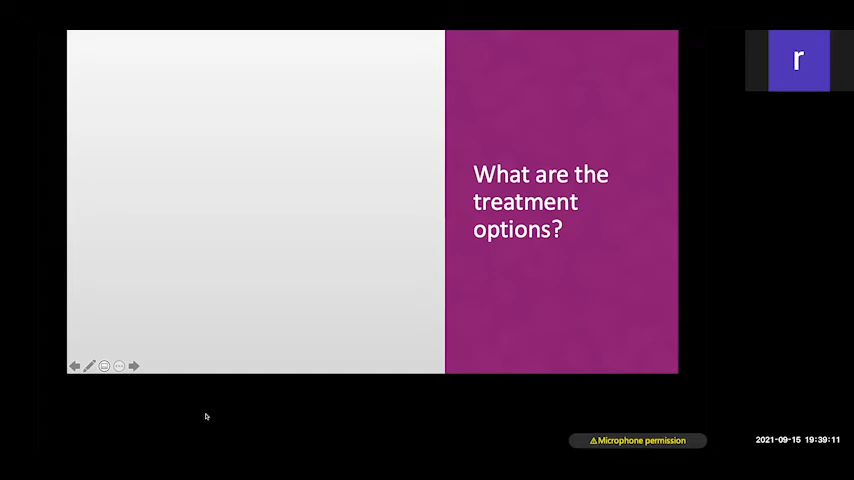 r
What are the
treatment
options?
⚠Microphone permission
2021-09-15 19:39:11